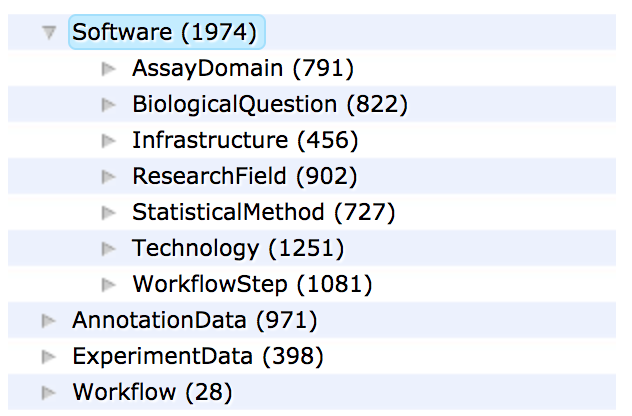 Software (1974)
AssayDomain (791)
BiologicalQuestion (822)
Infrastructure (456)
ResearchField (902)
StatisticalMethod (727)
Technology (1251)
WorkflowStep (1081)
AnnotationData (971)
ExperimentData (398)
Workflow (28)